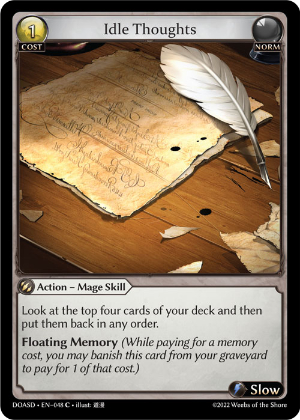 1
COST
Idle Thoughts
NORM
Action – Mage Skill
Look at the top four cards of your deck and then
put them back in any order.
Floating Memory (While paying for a memory
cost, you may banish this card from your graveyard
to pay for 1 of that cost.)
Slow
DOASD • EN-048 C • illust: 道漫
©2022 Weebs of the Shore